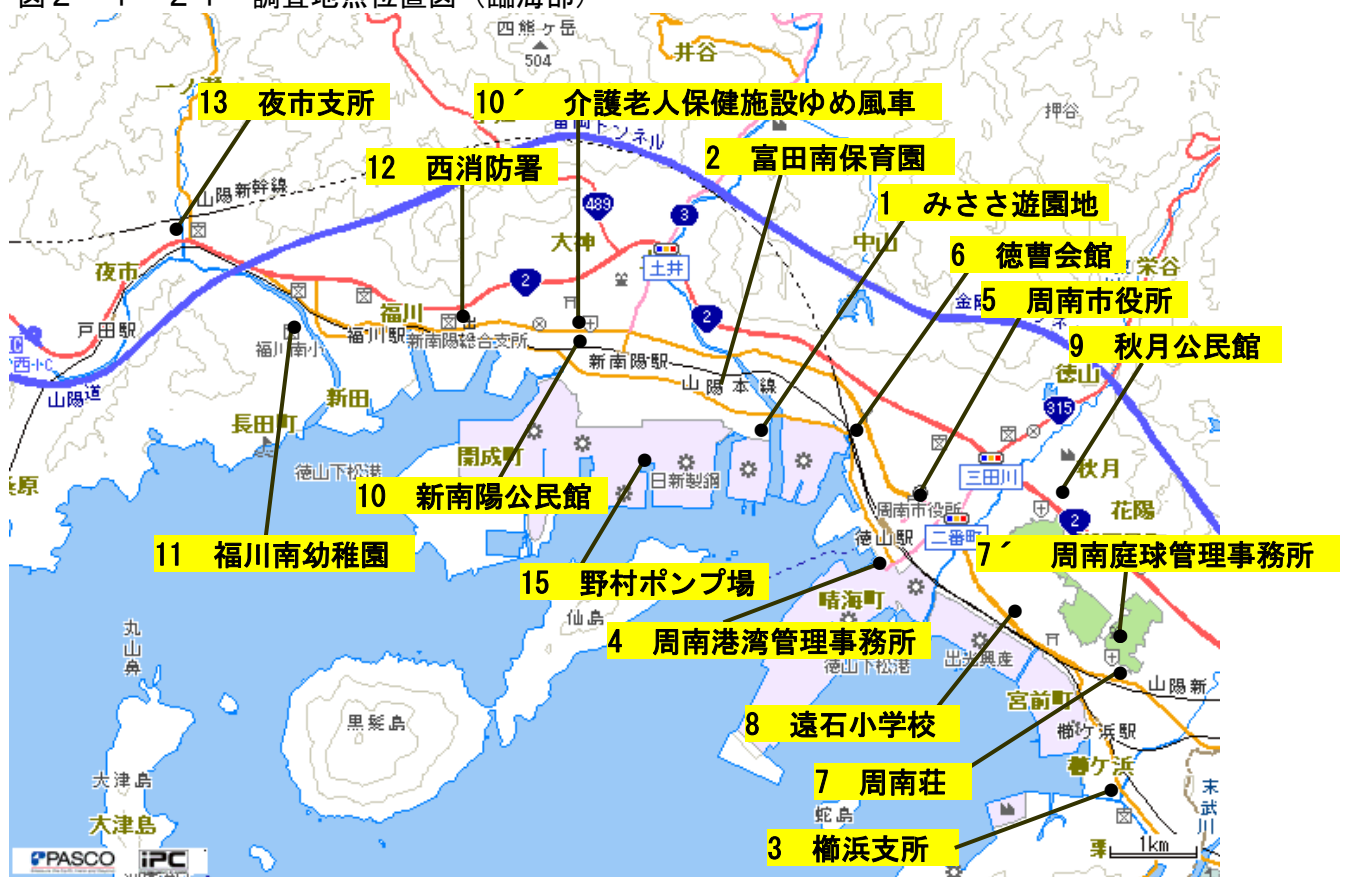 四熊ヶ岳
504
井谷
押谷
13 夜市支所
10´ 介護老人保健施設ゆめ風車
12 西消防署
2 富田南保育園
1 みささ遊園地
6 徳曹会館
5 周南市役所
9 秋月公民館
山陽新幹線
489
3
大神
中山
土井
栄谷
夜市
2
福川
戸田駅
福川駅
新南陽総合支所
福川南小
新南陽駅
山陽本線
2
徳山
315
山陽道
新田
長田町
開成町
徳山下松港
日新製鋼
三田川
秋月
花陽
周南市役所
10 新南陽公民館
2
徳山駅
二番町
11 福川南幼稚園
15 野村ポンプ場
7´ 周南庭球管理事務所
晴海町
仙島
丸山鼻
4 周南港湾管理事務所
徳山下松港
出光興産
宮前町
山陽新
黒髪島
8 遠石小学校
櫛ケ浜駅
櫛ケ浜
7 周南荘
大津島
大津島
蛇島
末武川
3 櫛浜支所
1km
PASCO
iPC